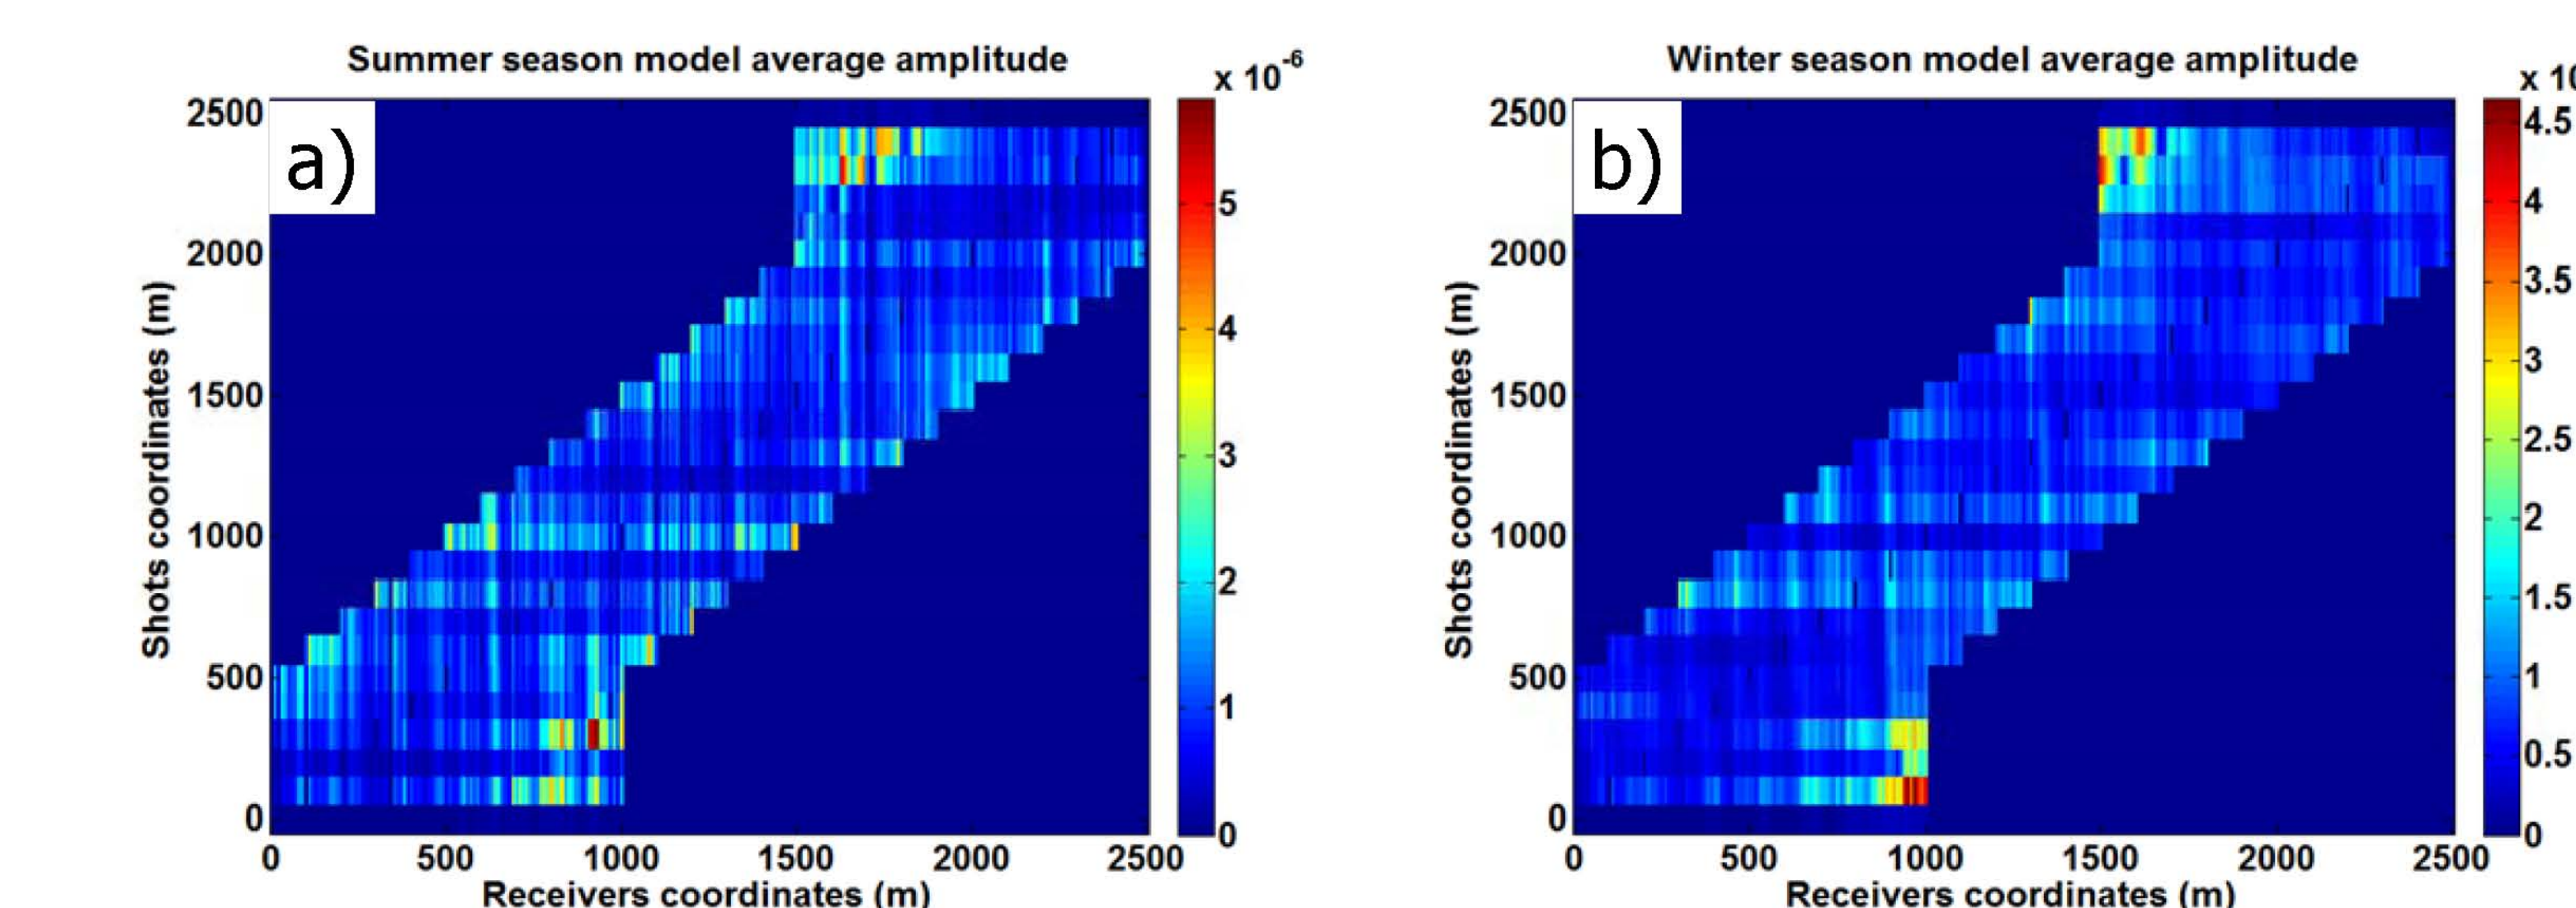 Summer season model average amplitude
x 10-6
a)
2500
2000
1500
1000
500
0
Shots coordinates (m)
0 500 1000 1500 2000 2500
Receivers coordinates (m)
5
4
3
2
1
0
Winter season model average amplitude
x 10
b)
2500
2000
1500
1000
500
0
Shots coordinates (m)
0 500 1000 1500 2000 2500
Receivers coordinates (m)
4.5
4
3.5
3
2.5
2
1.5
1
0.5
0